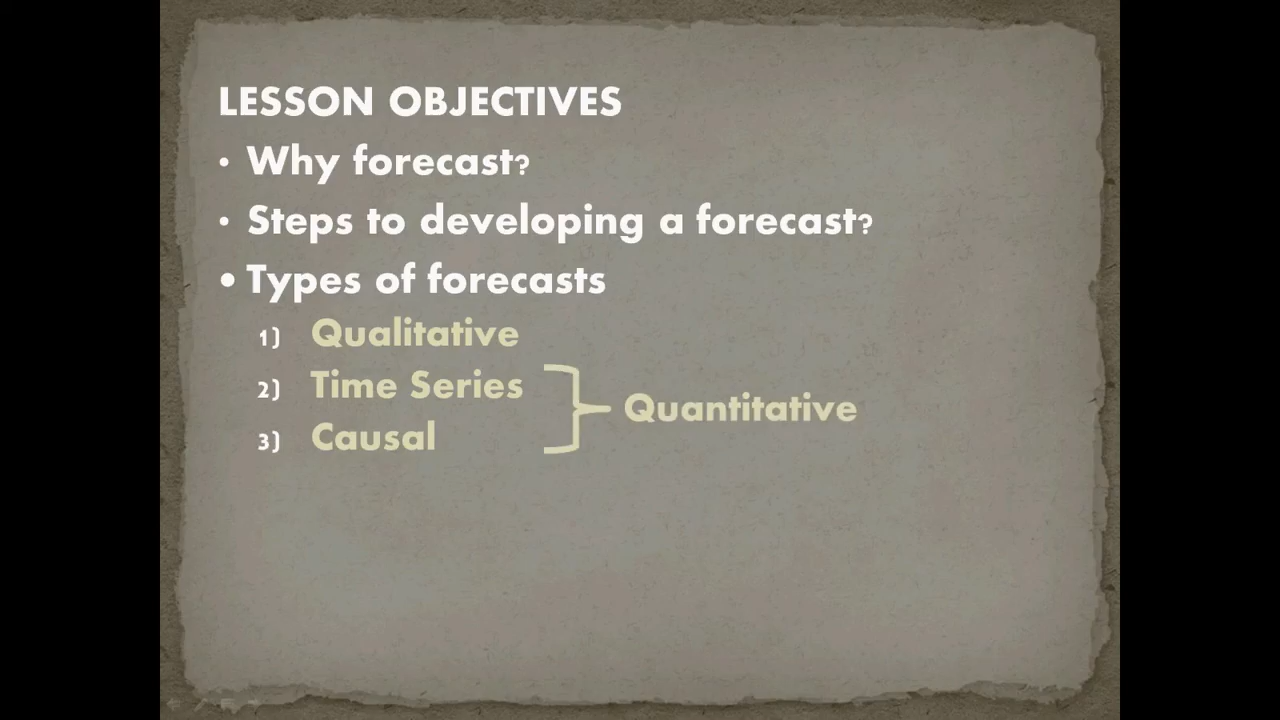 LESSON OBJECTIVES
• Why forecast?
• Steps to developing a forecast?
• Types of forecasts
1) Qualitative
2) Time Series
3) Causal
Quantitative